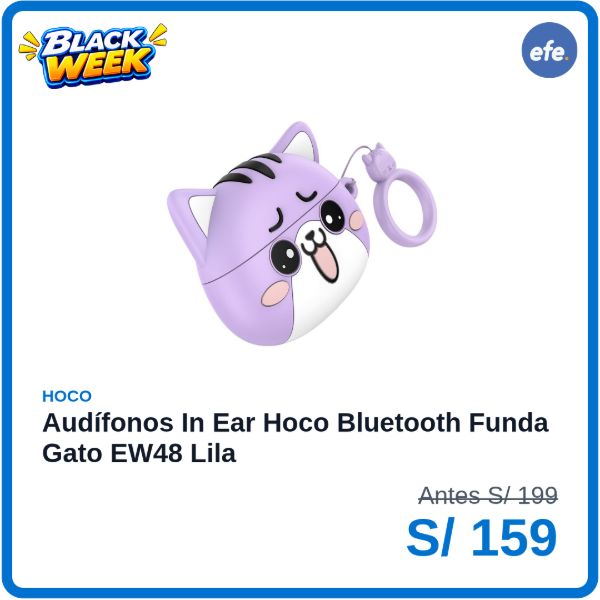 BLACK
WEEK
efe.
HOCO
Audífonos In Ear Hoco Bluetooth Funda
Gato EW48 Lila
Antes S/ 199
S/ 159